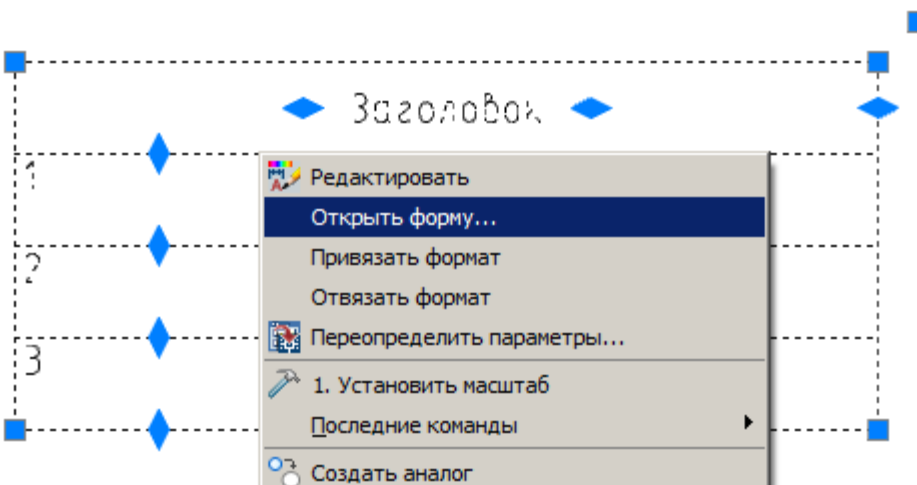 Заголовок
1
Редактировать
Открыть форму...
2
Привязать формат
Отвязать формат
3
Переопределить параметры...
1. Установить масштаб
Последние команды
Создать аналог